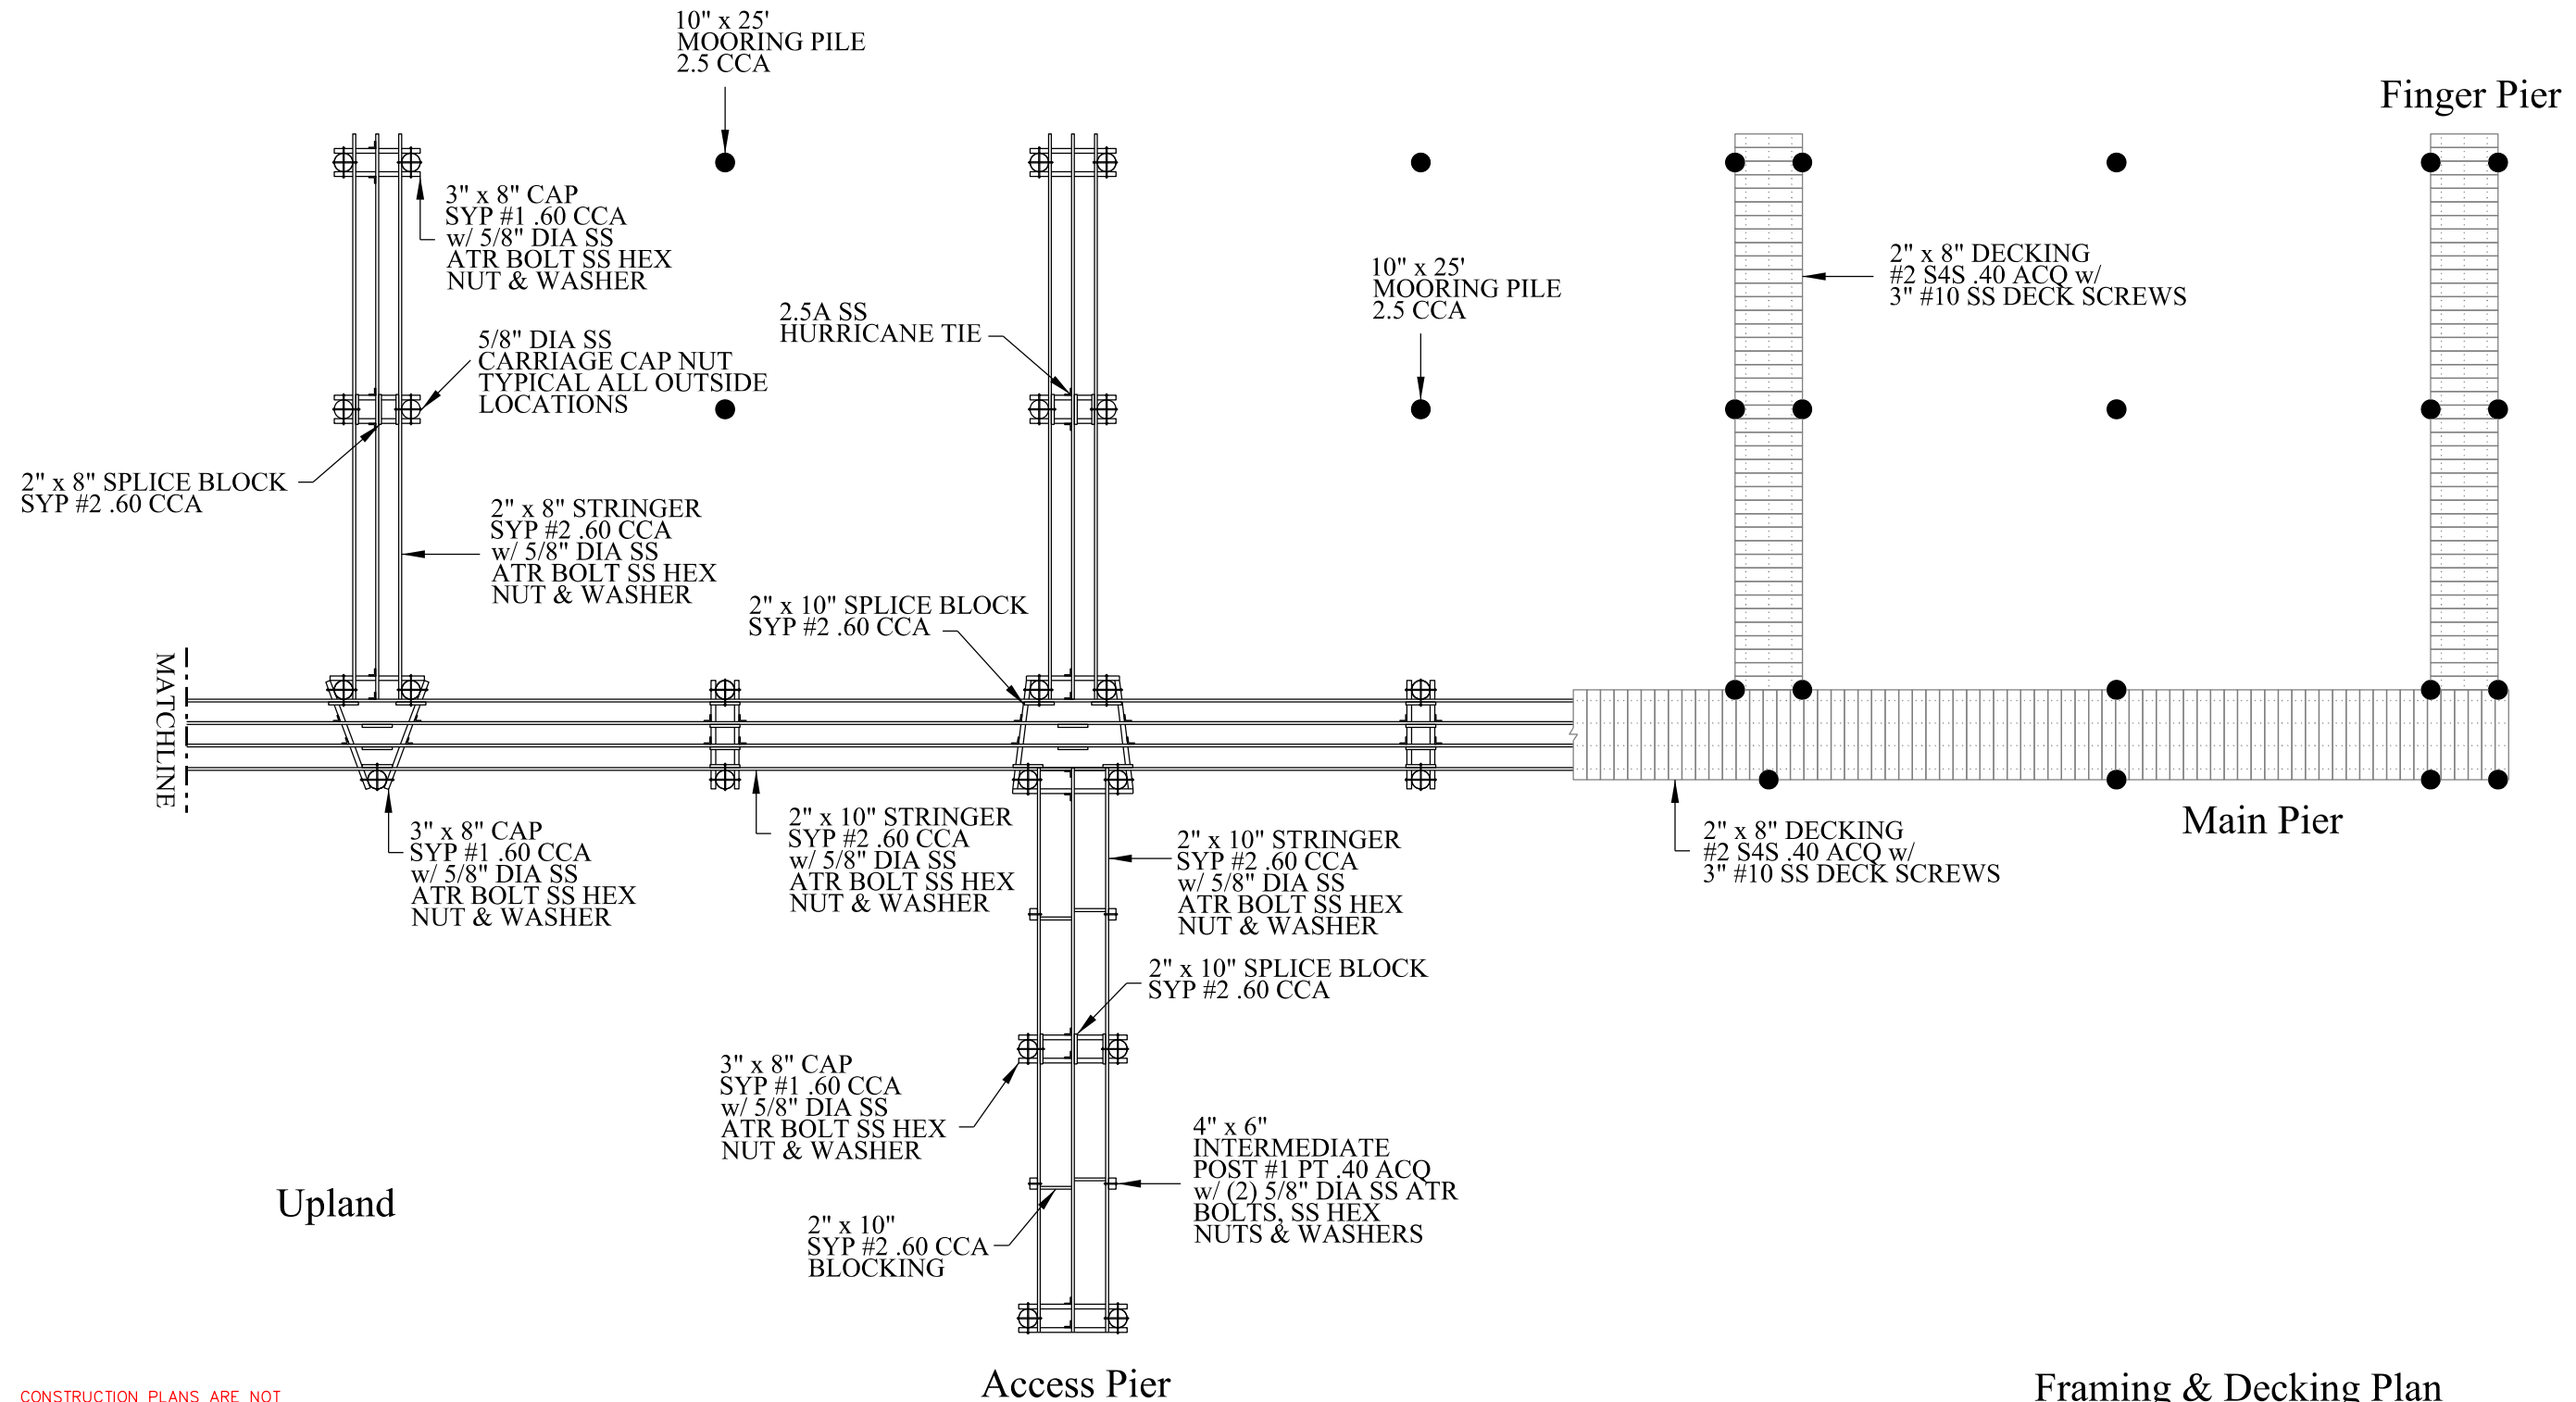 10" x 25'
MOORING PILE
2.5 CCA
Finger Pier
3" x 8" CAP
SYP #1 .60 CCA
w/ 5/8" DIA SS
ATR BOLT SS HEX
NUT & WASHER
2" x 8" DECKING
#2 S4S .40 ACQ w/
3" #10 SS DECK SCREWS
10" x 25'
MOORING PILE
2.5 CCA
2.5A SS
HURRICANE TIE
5/8" DIA SS
CARRIAGE CAP NUT
TYPICAL ALL OUTSIDE
LOCATIONS
2" x 8" SPLICE BLOCK
SYP #2 .60 CCA
2" x 8" STRINGER
SYP #2 .60 CCA
w/ 5/8" DIA SS
ATR BOLT SS HEX
NUT & WASHER
2" x 10" SPLICE BLOCK
SYP #2 .60 CCA
MATCHLINE
3" x 8" CAP
SYP #1 .60 CCA
w/ 5/8" DIA SS
ATR BOLT SS HEX
NUT & WASHER
2" x 10" STRINGER
SYP #2 .60 CCA
w/ 5/8" DIA SS
ATR BOLT SS HEX
NUT & WASHER
2" x 10" STRINGER
SYP #2 .60 CCA
w/ 5/8" DIA SS
ATR BOLT SS HEX
NUT & WASHER
2" x 8" DECKING
#2 S4S .40 ACQ w/
3" #10 SS DECK SCREWS
Main Pier
2" x 10" SPLICE BLOCK
SYP #2 .60 CCA
3" x 8" CAP
SYP #1 .60 CCA
w/ 5/8" DIA SS
ATR BOLT SS HEX
NUT & WASHER
4" x 6"
INTERMEDIATE
POST #1 PT .40 ACQ
w/ (2) 5/8" DIA SS ATR
BOLTS, SS HEX
NUTS & WASHERS
Upland
2" x 10"
SYP #2 .60 CCA
BLOCKING
Access Pier
Framing & Decking Plan
CONSTRUCTION PLANS ARE NOT